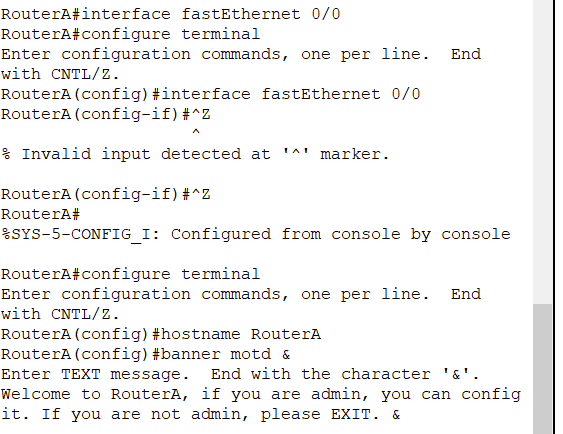 RouterA#interface fastEthernet 0/0
RouterA#configure terminal
Enter configuration commands, one per line.  End
with CNTL/Z.
RouterA(config)#interface fastEthernet 0/0
RouterA(config-if)#^Z
^
% Invalid input detected at '^' marker.
RouterA(config-if)#^Z
RouterA#
%SYS-5-CONFIG_I: Configured from console by console
RouterA#configure terminal
Enter configuration commands, one per line.  End
with CNTL/Z.
RouterA(config)#hostname RouterA
RouterA(config)#banner motd &
Enter TEXT message.  End with the character '&'.
Welcome to RouterA, if you are admin, you can config
it. If you are not admin, please EXIT. &